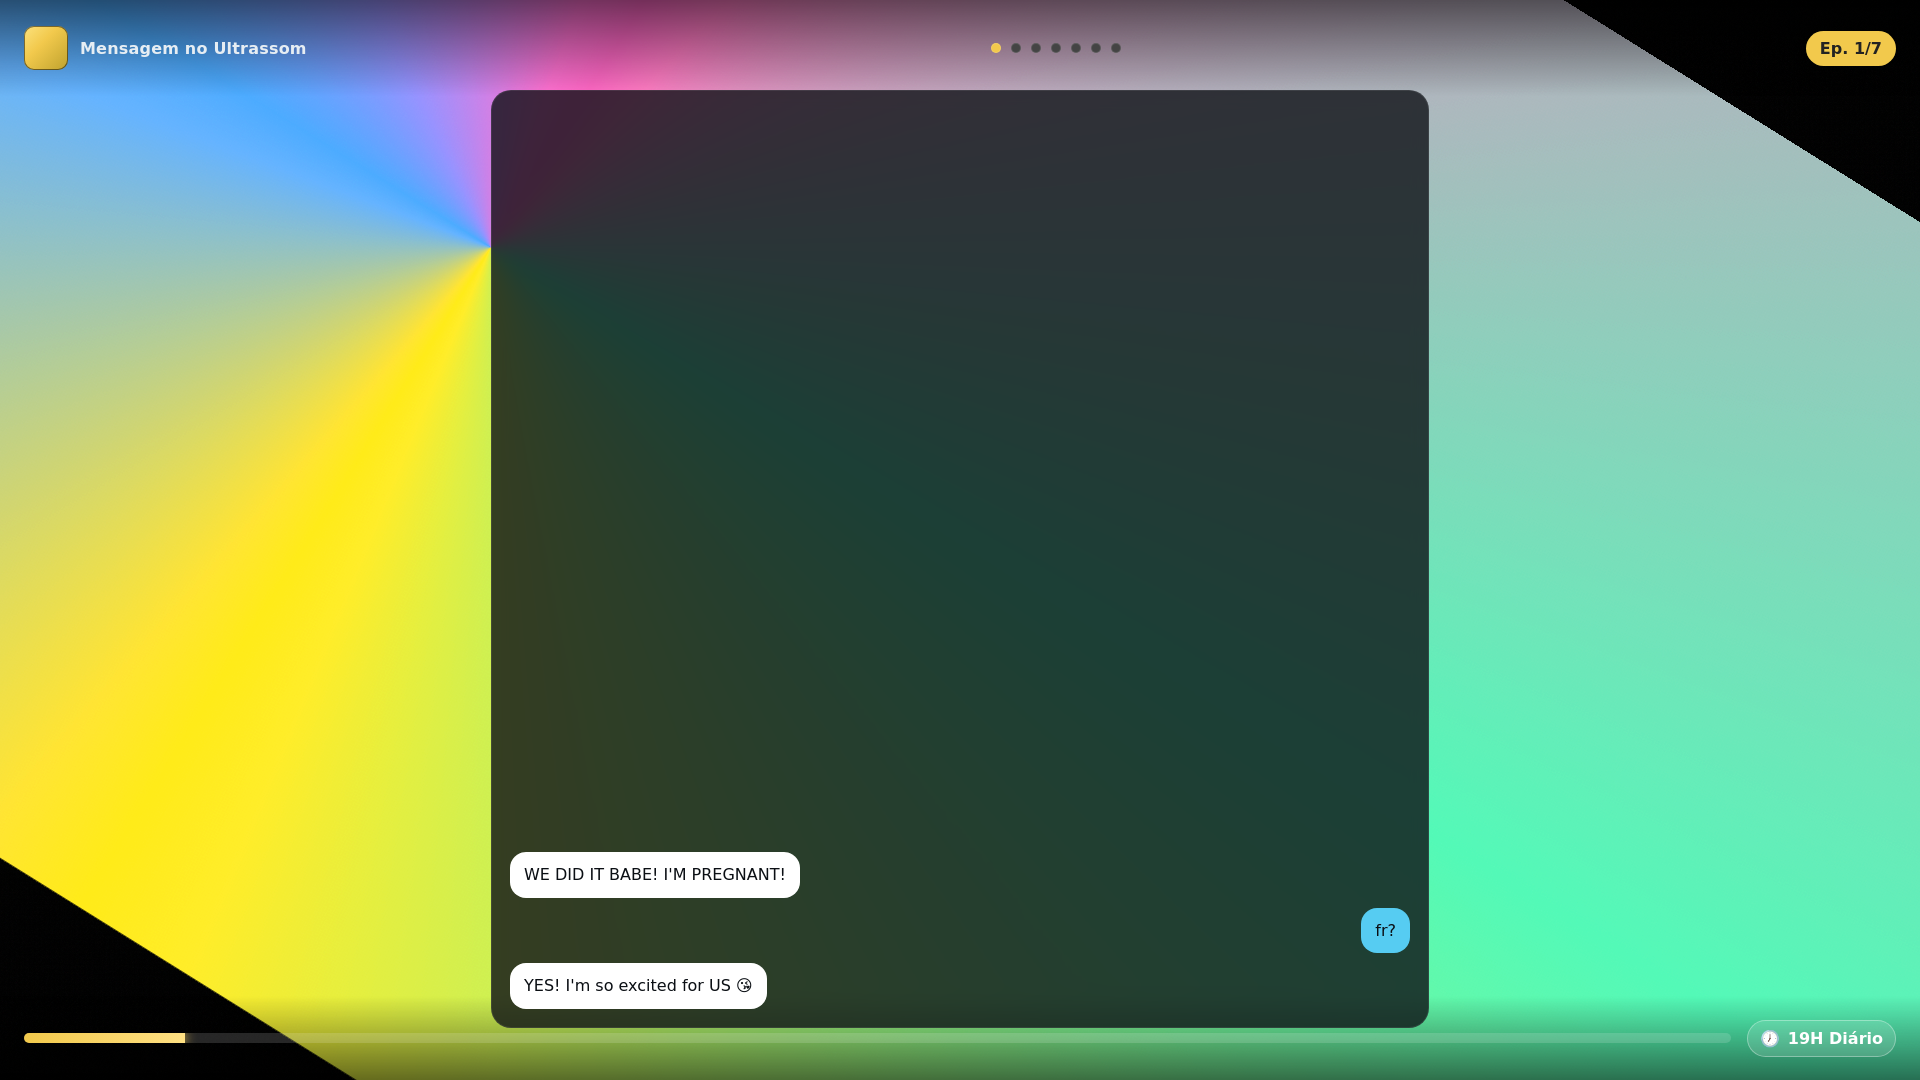 Mensagem no Ultrassom
Ep. 1/7
WE DID IT BABE! I'M PREGNANT!
fr?
YES! I'm so excited for US 😘
19H Diário